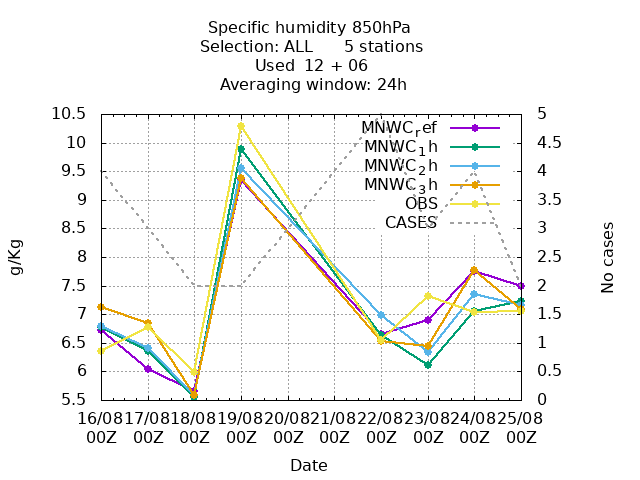 Specific humidity 850hPa
Selection: ALL 5 stations
Used 12 + 06
Averaging window: 24h
10.5 5
MNWCref
10 4.5
MNWC1h
MNWC2h
9.5 4
MNWC3h
9 3.5
OBS
8.5 3
CASES
8 2.5
7.5 2
7 1.5
6.5 1
6 0.5
5.5 0
g/Kg
No cases
16/08 17/08 18/08 19/08 20/08 21/08 22/08 23/08 24/08 25/08
00Z 00Z 00Z 00Z 00Z 00Z 00Z 00Z 00Z 00Z
Date